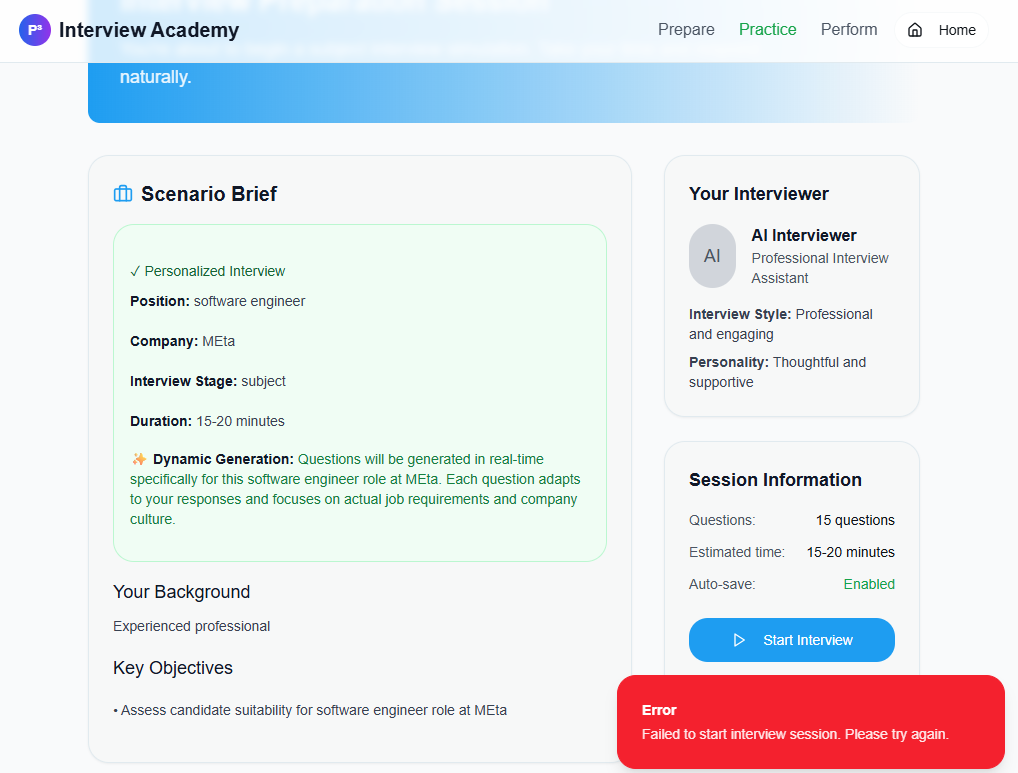 P³ Interview Academy
Prepare Practice Perform Home
naturally.
Scenario Brief
✓ Personalized Interview
Position: software engineer
Company: MEta
Interview Stage: subject
Duration: 15-20 minutes
✨ Dynamic Generation: Questions will be generated in real-time
specifically for this software engineer role at MEta. Each question adapts
to your responses and focuses on actual job requirements and company
culture.
Your Background
Experienced professional
Key Objectives
• Assess candidate suitability for software engineer role at MEta
Your Interviewer
AI
AI Interviewer
Professional Interview
Assistant
Interview Style: Professional
and engaging
Personality: Thoughtful and
supportive
Session Information
Questions: 15 questions
Estimated time: 15-20 minutes
Auto-save: Enabled
Start Interview
Error
Failed to start interview session. Please try again.